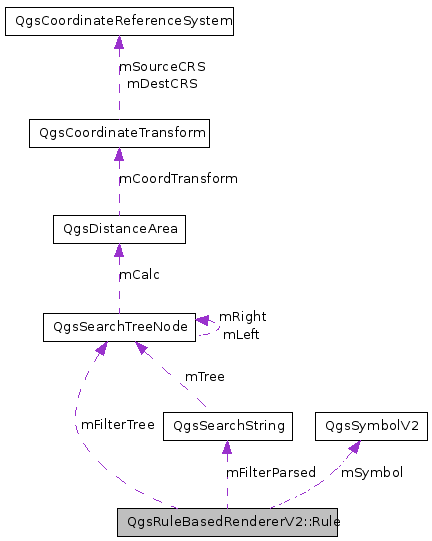 QgsCoordinateReferenceSystem
mSourceCRS
mDestCRS
QgsCoordinateTransform
mCoordTransform
QgsDistanceArea
mCalc
QgsSearchTreeNode
mRight
mLeft
mTree
mFilterTree
QgsSearchString
QgsSymbolV2
mFilterParsed
mSymbol
QgsRuleBasedRendererV2::Rule